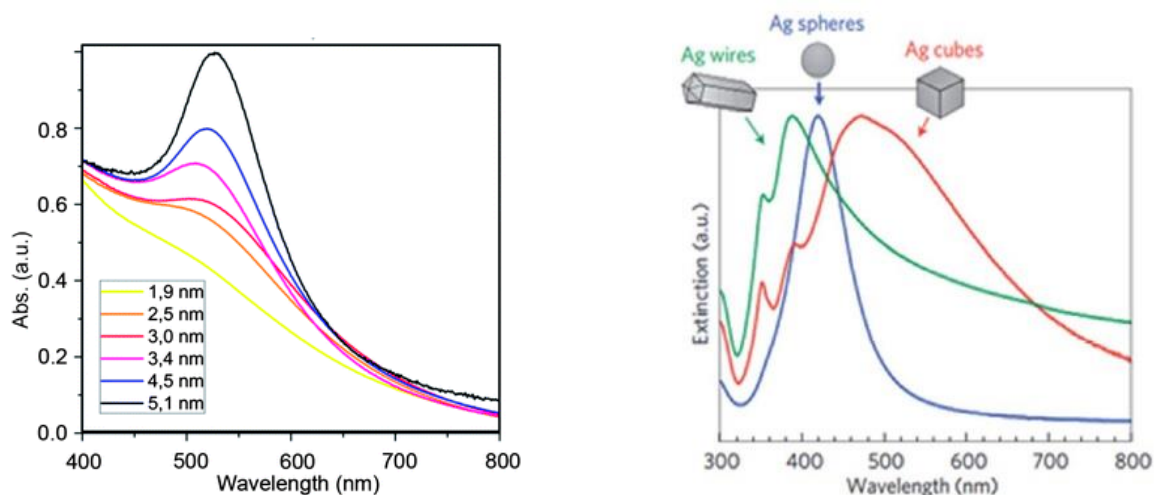 Abs. (a.u.)
0.8
0.6
0.4
0.2
0.0
1,9 nm
2,5 nm
3,0 nm
3,4 nm
4,5 nm
5,1 nm
400 500 600 700 800
Wavelength (nm)
Ag spheres
Ag wires
Ag cubes
Extinction (a.u.)
300 400 500 600 700 800
Wavelength (nm)